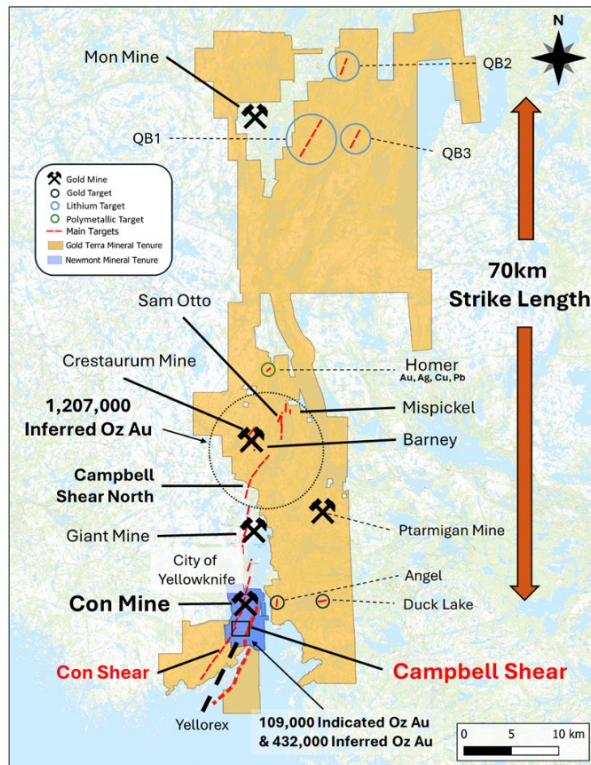 N
Mon Mine
QB2
QB1
QB3
Gold Mine
Gold Target
Lithium Target
Polymetallic Target
Main Targets
Gold Terra Mineral Tenure
Newmont Mineral Tenure
70km
Strike Length
Sam Otto
Crestaurum Mine
Homer
Au, Ag, Cu, Pb
1,207,000
Inferred Oz Au
Mispickel
Barney
Campbell
Shear North
Giant Mine
Ptarmigan Mine
City of
Yellowknife
Angel
Con Mine
Duck Lake
Con Shear
Campbell Shear
Yellorex
109,000 Indicated Oz Au
& 432,000 Inferred Oz Au
0 5 10 km